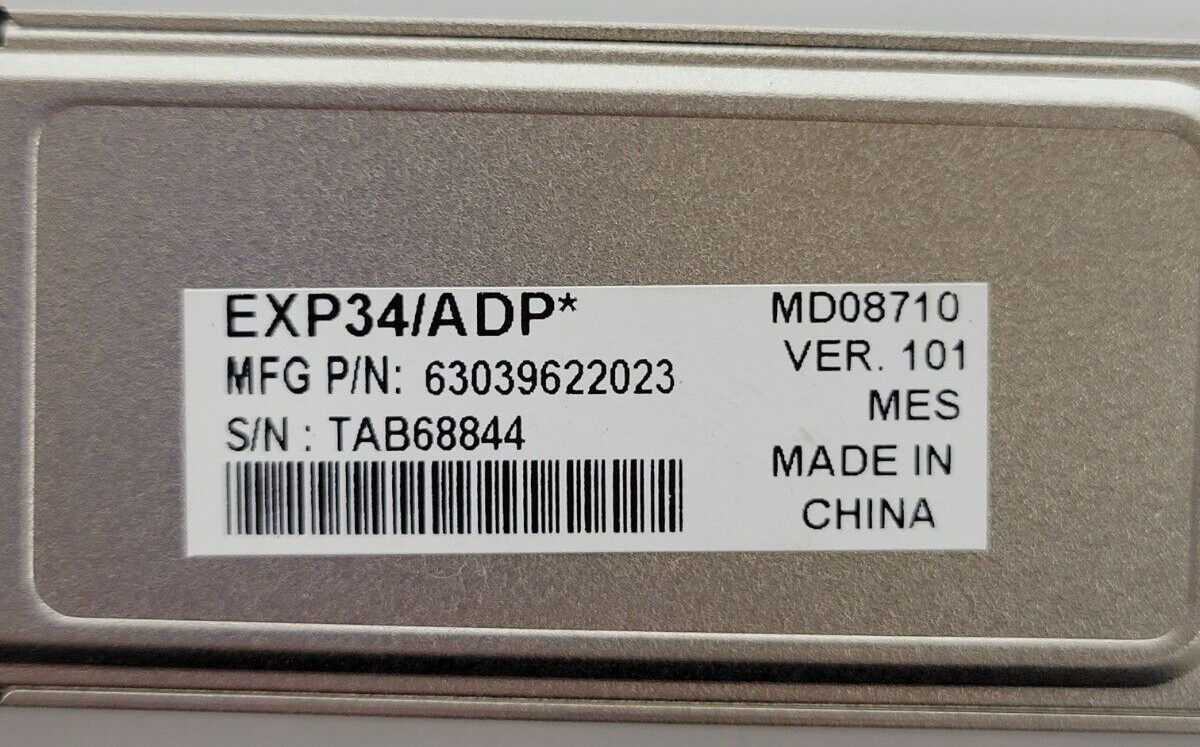 EXP34/ADP*
MFG P/N: 63039622023
S/N : TAB68844
MD08710
VER. 101
MES
MADE IN
CHINA